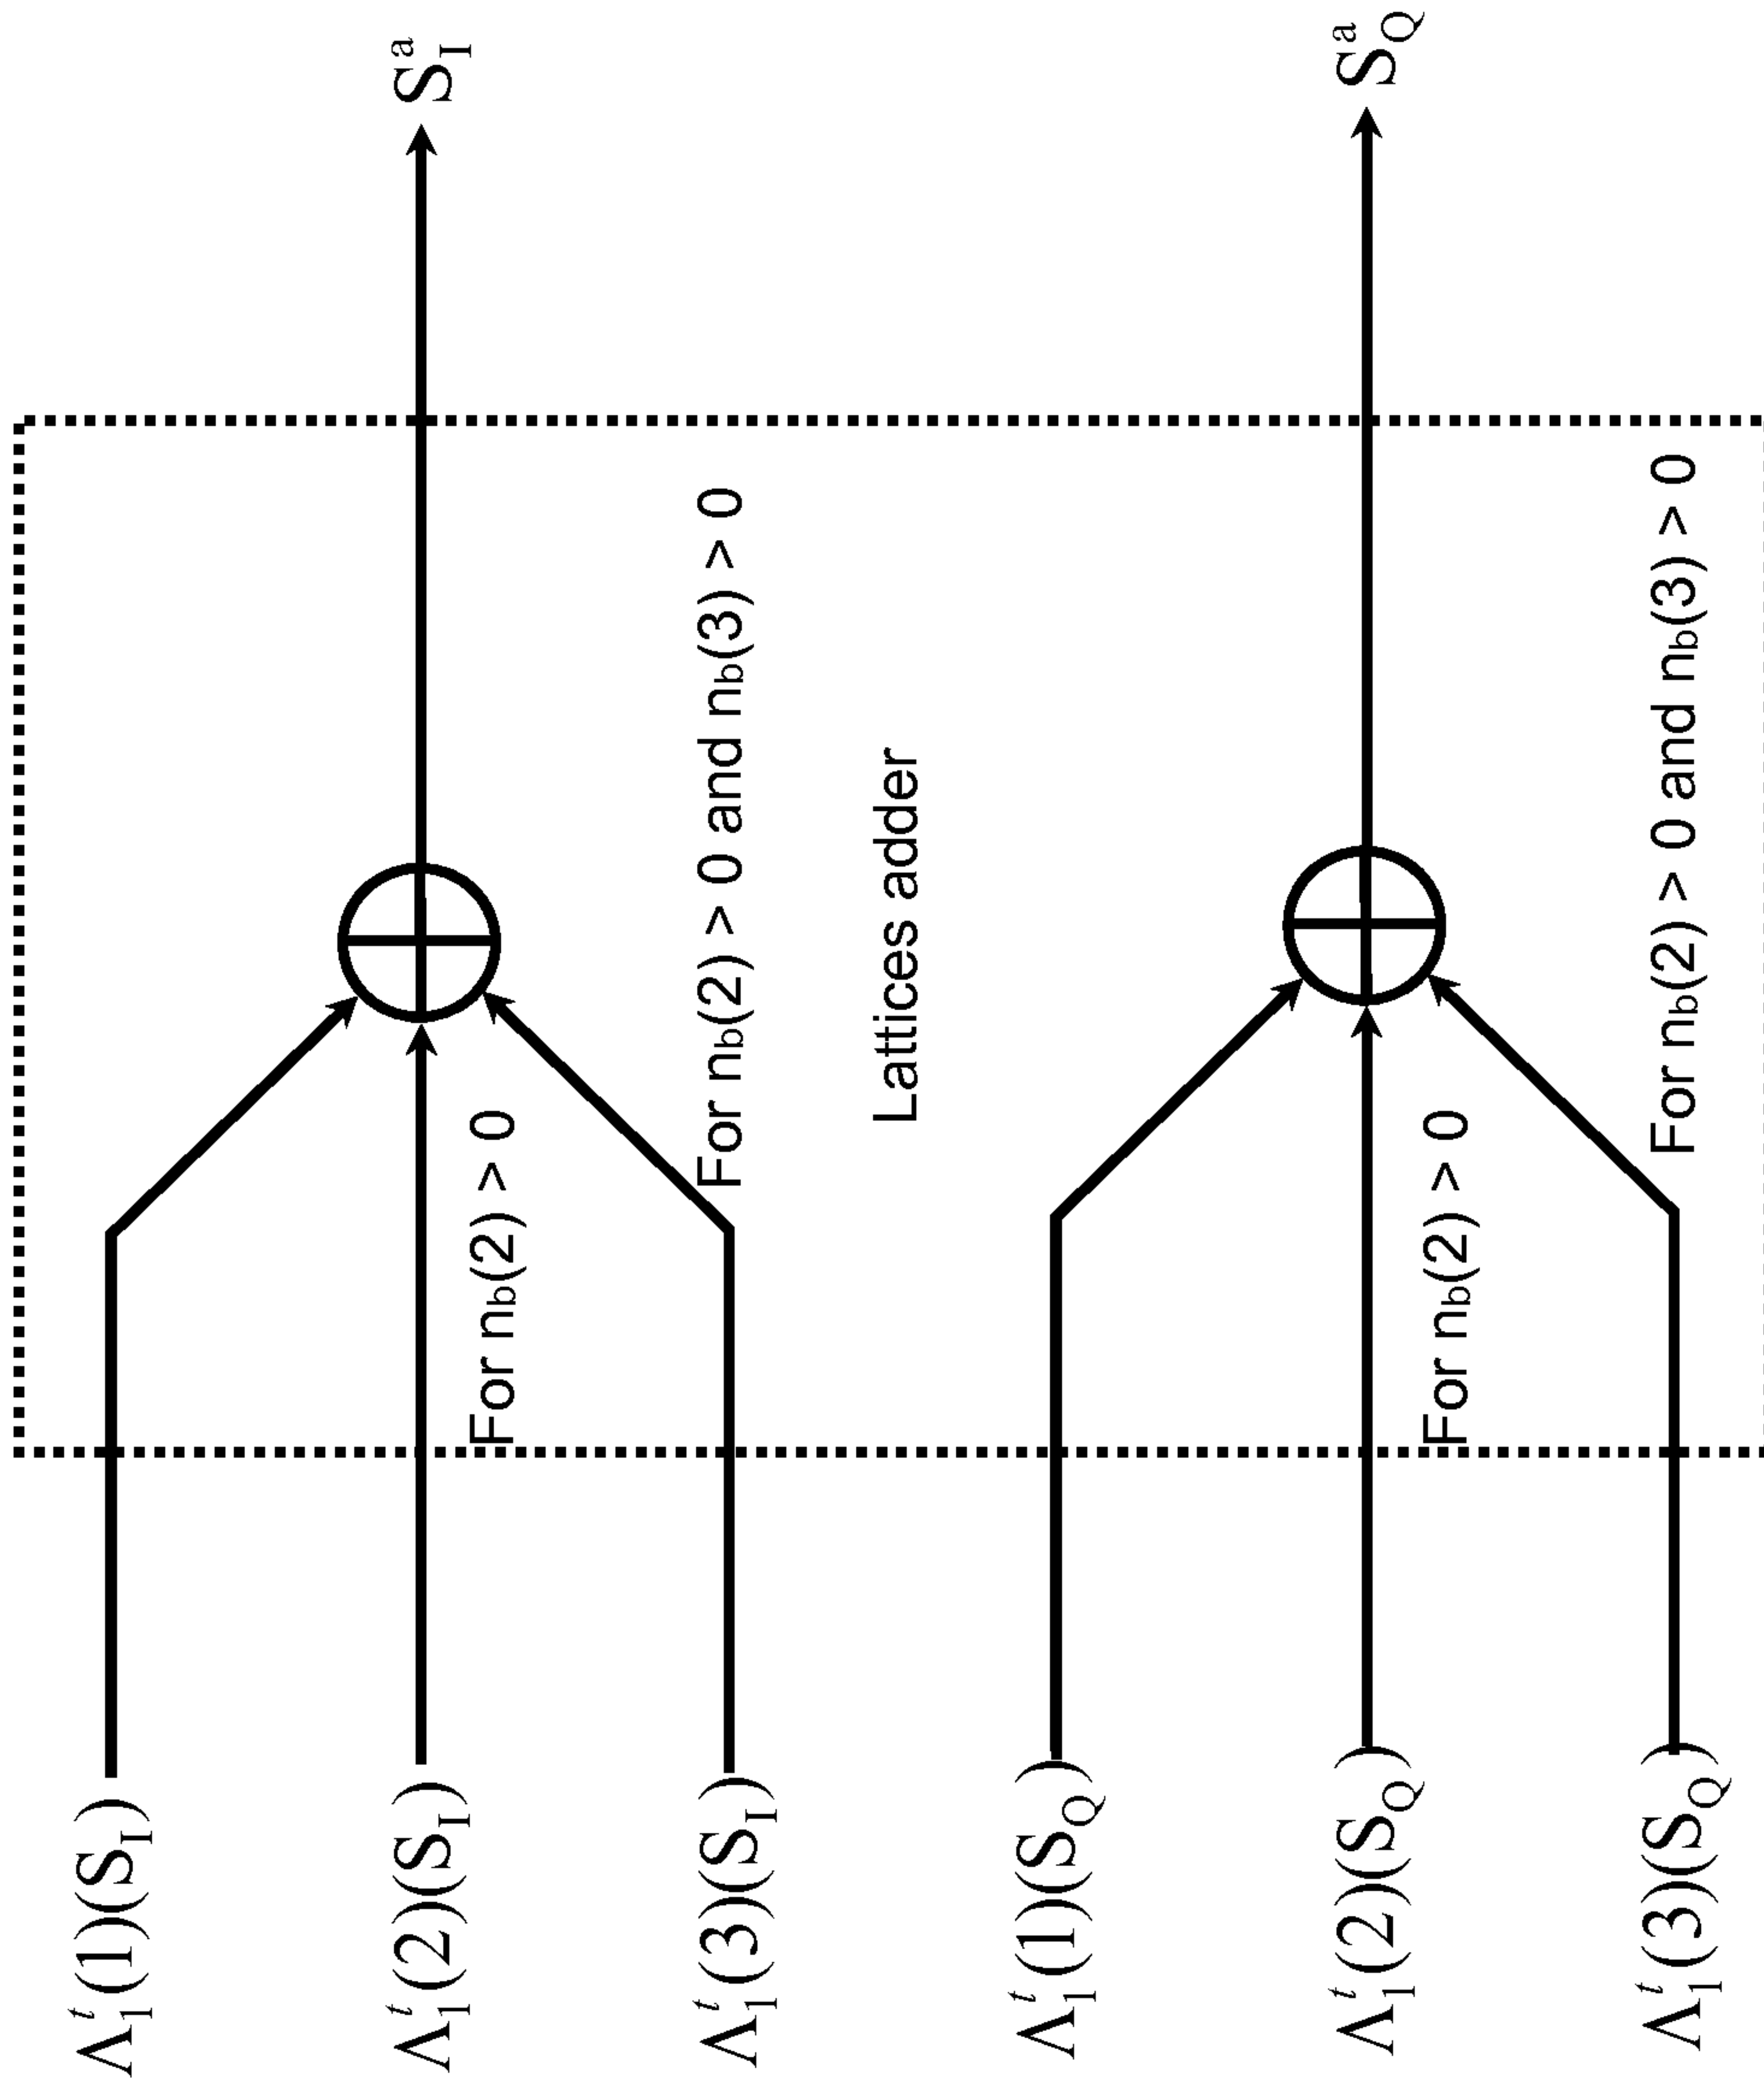 Λ₁ᵗ(1)(S_I)
Λ₁ᵗ(2)(S_I)
For n_b(2) > 0
Λ₁ᵗ(3)(S_I)
For n_b(2) > 0 and n_b(3) > 0
S_I^a
Lattices adder
Λ₁ᵗ(1)(S_Q)
Λ₁ᵗ(2)(S_Q)
For n_b(2) > 0
Λ₁ᵗ(3)(S_Q)
For n_b(2) > 0 and n_b(3) > 0
S_Q^a